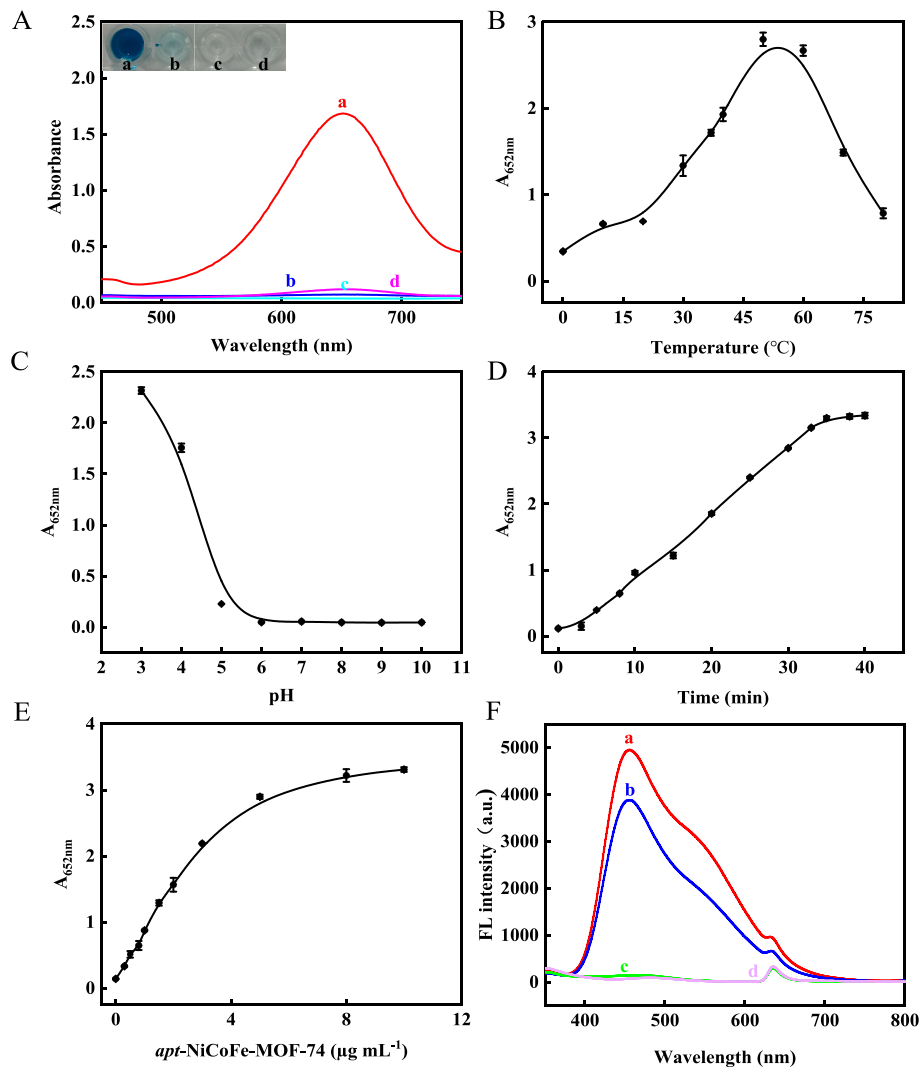 A
a b c d
2.5
2.0
1.5
1.0
0.5
0.0
a
b c d
500 600 700
Absorbance
Wavelength (nm)
B
3
2
1
0
0 15 30 45 60 75
A652nm
Temperature (℃)
C
2.5
2.0
1.5
1.0
0.5
0.0
2 3 4 5 6 7 8 9 10 11
A652nm
pH
D
4
3
2
1
0
0 10 20 30 40
A652nm
Time (min)
E
4
3
2
1
0
0 4 8 12
A652nm
apt-NiCoFe-MOF-74 (μg mL-1)
F
5000
4000
3000
2000
1000
0
a
b
c d
400 500 600 700 800
FL intensity (a.u.)
Wavelength (nm)